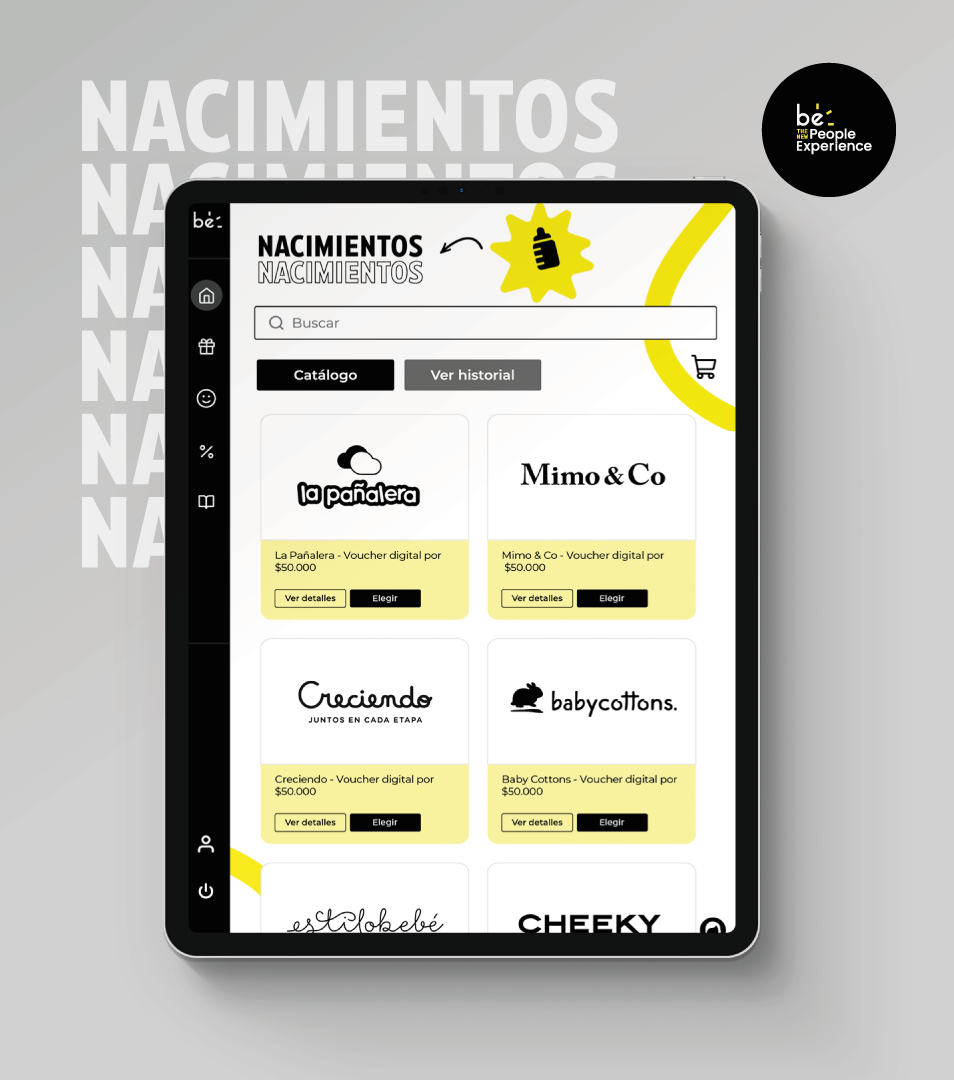 NACIMIENTOS
NA
NA
NA
NA
NA
be
THE NEW People
Experience
be
NACIMIENTOS
NACIMIENTOS
Buscar
Catálogo
Ver historial
la pañalera
La Pañalera - Voucher digital por
$50.000
Ver detalles
Elegir
Mimo & Co
Mimo & Co - Voucher digital por
$50.000
Ver detalles
Elegir
Creciendo
JUNTOS EN CADA ETAPA
Creciendo - Voucher digital por
$50.000
Ver detalles
Elegir
babycottons.
Baby Cottons - Voucher digital por
$50.000
Ver detalles
Elegir
estilobebé
CHEEKY